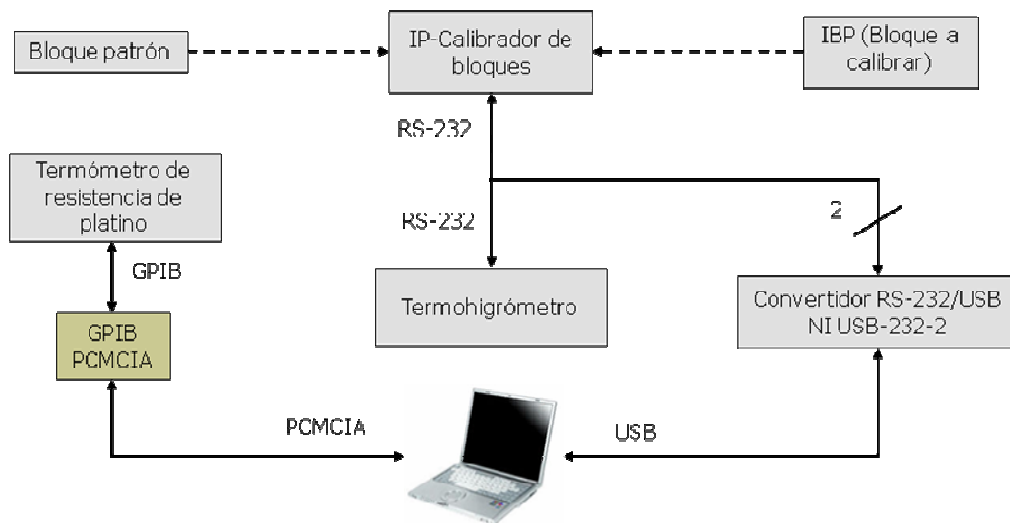 Bloque patrón
IP-Calibrador de
bloques
IBP (Bloque a
calibrar)
RS-232
Termómetro de
resistencia de
platino
RS-232
2
GPIB
Termohigrómetro
Convertidor RS-232/USB
NI USB-232-2
GPIB
PCMCIA
PCMCIA
USB